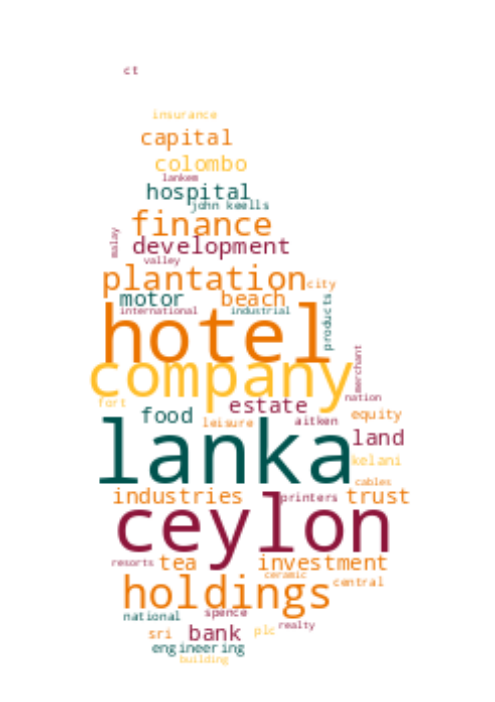 ct
insurance
capital
colombo
lankem
hospital
john keells
finance
malay
development
valley
plantation
city
motor
beach
products
international
industrial
hotel
merchant
company
nation
fort
estate
food
equity
leisure
aitken
lanka
land
kelani
cables
industries
printers
trust
ceylon
resorts
tea
investment
ceramic
central
holdings
national
spence
sri
bank
plc
realty
engineering
building